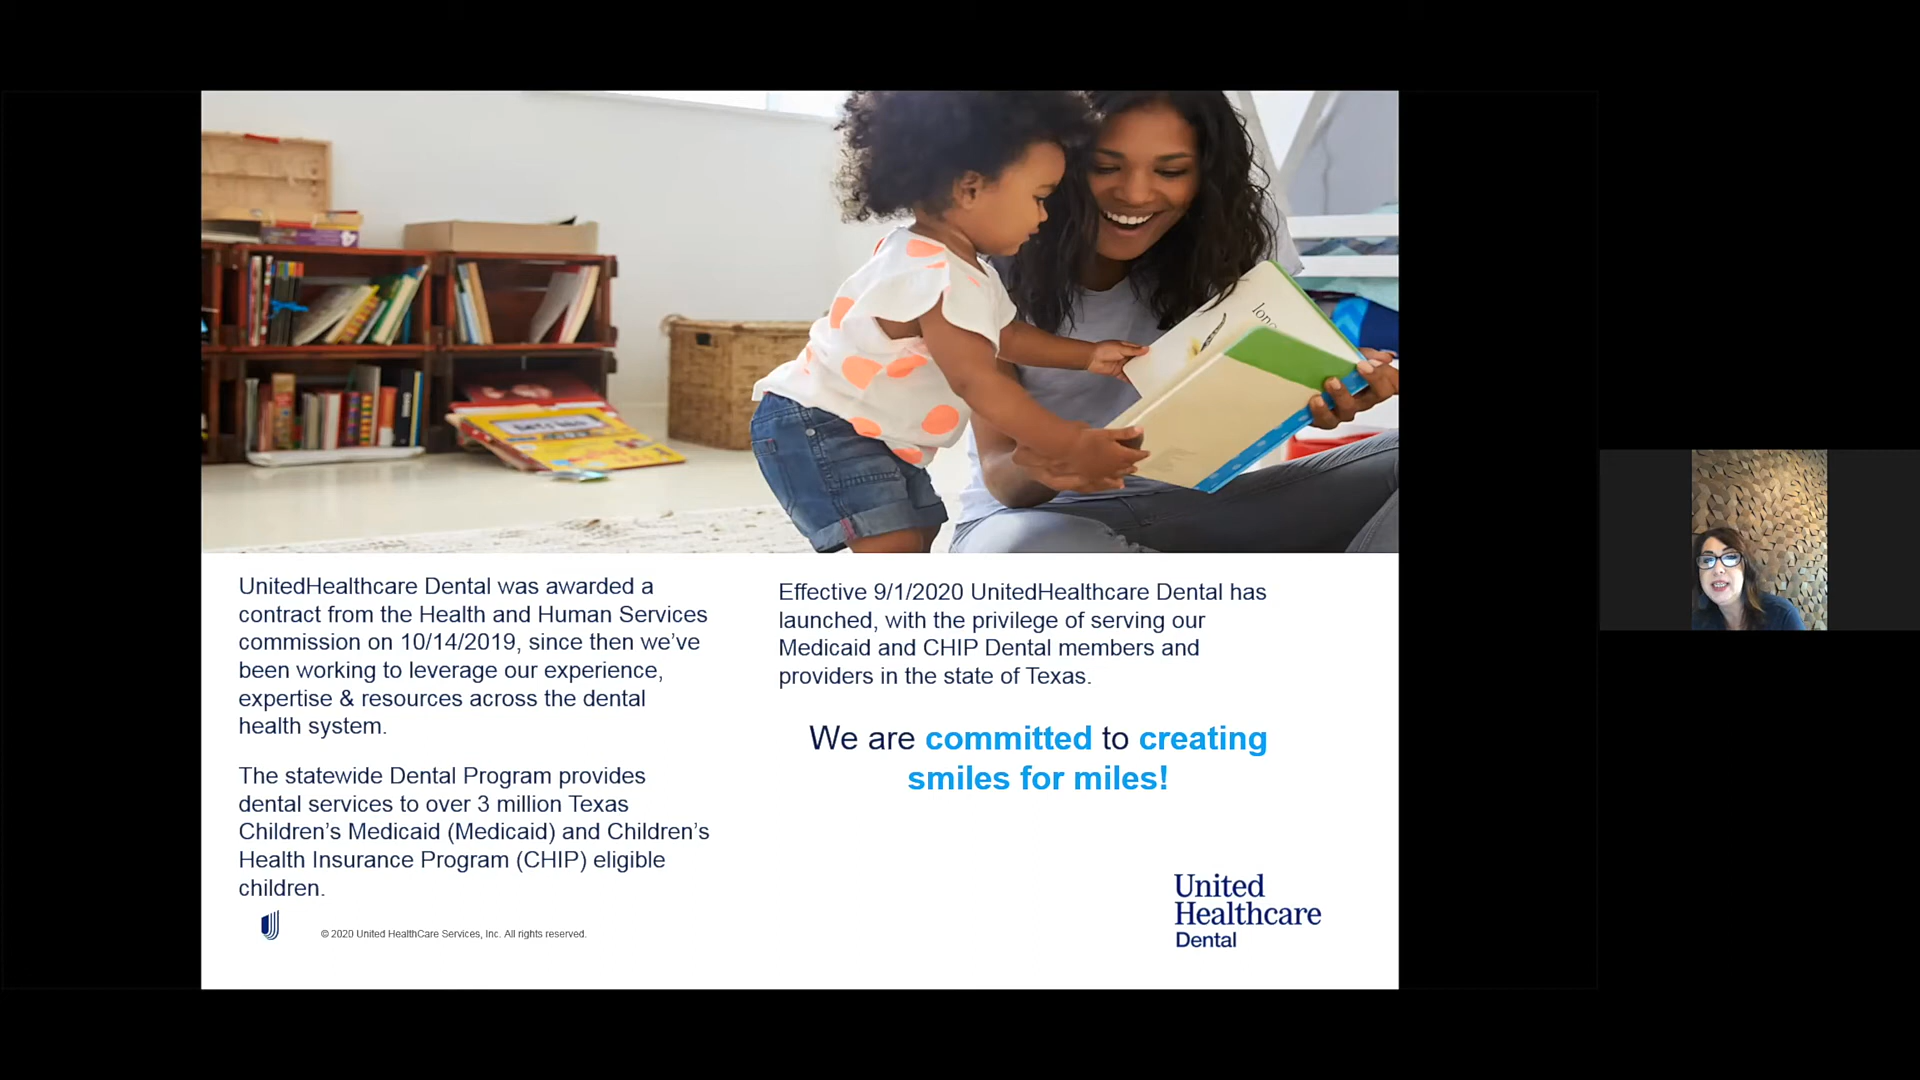 long
UnitedHealthcare Dental was awarded a
contract from the Health and Human Services
commission on 10/14/2019, since then we’ve
been working to leverage our experience,
expertise & resources across the dental
health system.
The statewide Dental Program provides
dental services to over 3 million Texas
Children’s Medicaid (Medicaid) and Children’s
Health Insurance Program (CHIP) eligible
children.
Effective 9/1/2020 UnitedHealthcare Dental has
launched, with the privilege of serving our
Medicaid and CHIP Dental members and
providers in the state of Texas.
We are committed to creating
smiles for miles!
© 2020 United HealthCare Services, Inc. All rights reserved.
United
Healthcare
Dental